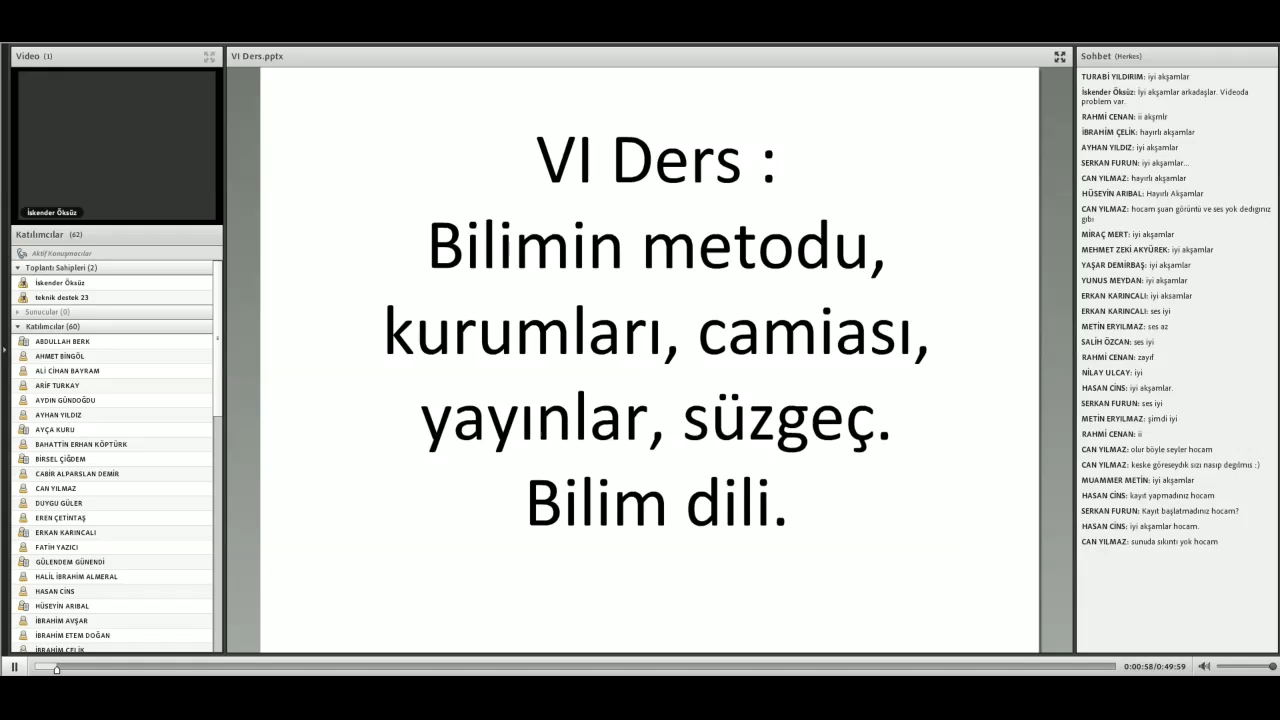 Video (1)
İskender Öksüz
Katılımcılar (62)
Aktif Konuşmacılar
Toplantı Sahipleri (2)
İskender Öksüz
teknik destek 23
Sunucular (0)
Katılımcılar (60)
ABDULLAH BERK
AHMET BİNGÖL
ALİ CİHAN BAYRAM
ARİF TURKAY
AYDIN GÜNDOĞDU
AYHAN YILDIZ
AYÇA KURU
BAHATTİN ERHAN KÖPTÜRK
BİRSEL ÇİĞDEM
CABİR ALPARSLAN DEMİR
CAN YILMAZ
DUYGU GÜLER
EREN ÇETİNTAŞ
ERKAN KARINCALI
FATİH YAZICI
GÜLENDEM GÜNENDİ
HALİL İBRAHİM ALMERAL
HASAN CİNS
HÜSEYİN ARIBAL
İBRAHİM AVŞAR
İBRAHİM ETEM DOĞAN
İBRAHİM ÇELİK
VI Ders.pptx
VI Ders :
Bilimin metodu,
kurumları, camiası,
yayınlar, süzgeç.
Bilim dili.
Sohbet (Herkes)
TURABİ YILDIRIM: iyi akşamlar
İskender Öksüz: İyi akşamlar arkadaşlar. Videoda
problem var.
RAHMİ CENAN: ii akşmlr
İBRAHİM ÇELİK: hayırlı akşamlar
AYHAN YILDIZ: iyi akşamlar
SERKAN FURUN: iyi akşamlar...
CAN YILMAZ: hayırlı akşamlar
HÜSEYİN ARIBAL: Hayırlı Akşamlar
CAN YILMAZ: hocam şuan görüntü ve ses yok dedıgınız
gıbı
MİRAÇ MERT: iyi akşamlar
MEHMET ZEKİ AKYÜREK: iyi akşamlar
YAŞAR DEMİRBAŞ: iyi akşamlar
YUNUS MEYDAN: iyi akşamlar
ERKAN KARINCALI: iyi aksamlar
ERKAN KARINCALI: ses iyi
METİN ERYILMAZ: ses az
SALİH ÖZCAN: ses iyi
RAHMİ CENAN: zayıf
NİLAY ULCAY: iyi
HASAN CİNS: iyi akşamlar.
SERKAN FURUN: ses iyi
METİN ERYILMAZ: şimdi iyi
RAHMİ CENAN: ii
CAN YILMAZ: olur böyle seyler hocam
CAN YILMAZ: keske göreseydık sızı nasıp degılmıs :)
MUAMMER METİN: iyi akşamlar
HASAN CİNS: kayıt yapmadınız hocam
SERKAN FURUN: Kayıt başlatmadınız hocam?
HASAN CİNS: iyi akşamlar hocam.
CAN YILMAZ: sunuda sıkıntı yok hocam
0:00:58/0:49:59